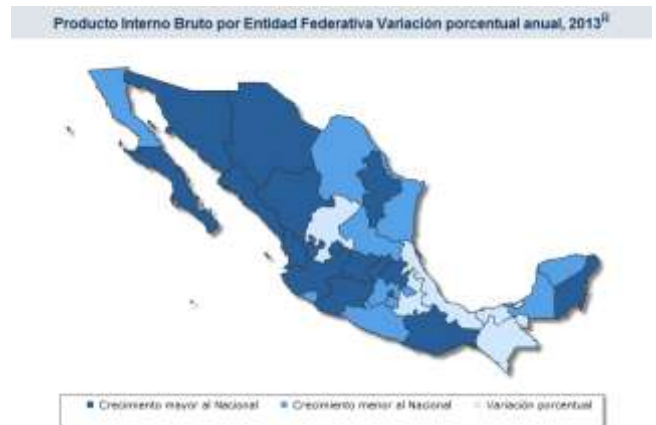 Producto Interno Bruto por Entidad Federativa Variación porcentual anual, 2013R
Crecimiento mayor al Nacional Crecimiento menor al Nacional Variación porcentual